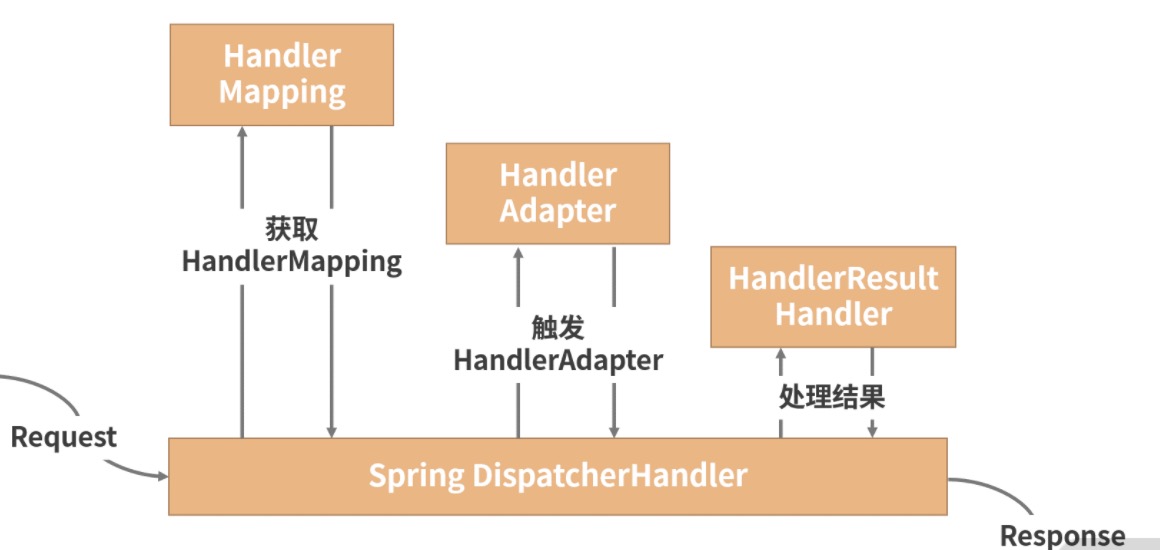 Handler
Mapping
Handler
Adapter
获取
HandlerMapping
HandlerResult
Handler
触发
HandlerAdapter
处理结果
Request
Spring DispatcherHandler
Response